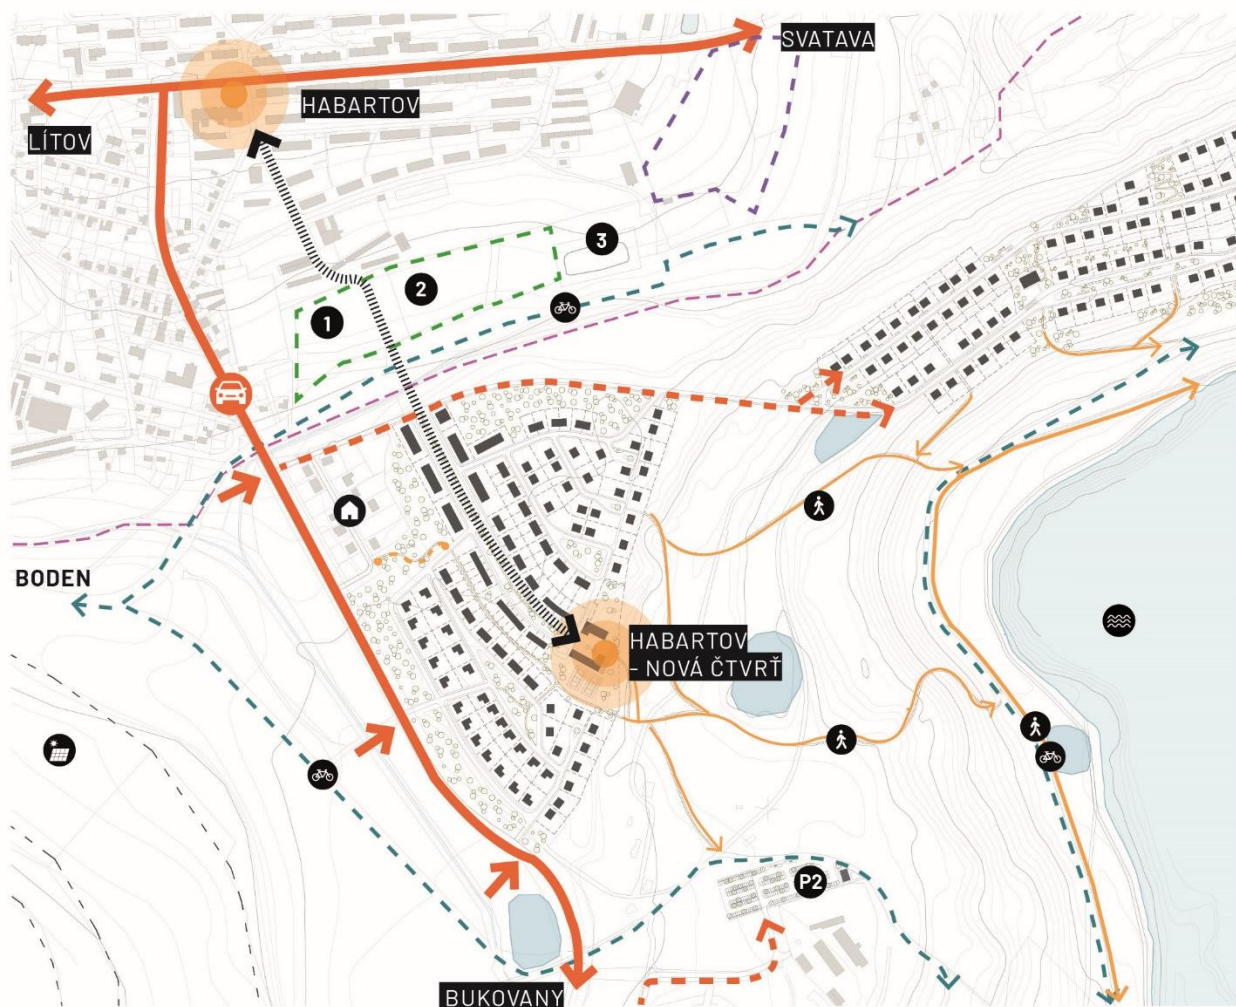 SVATAVA
HABARTOV
LÍTOV
3
2
1
BODEN
HABARTOV
- NOVÁ ČTVRŤ
P2
BUKOVANY